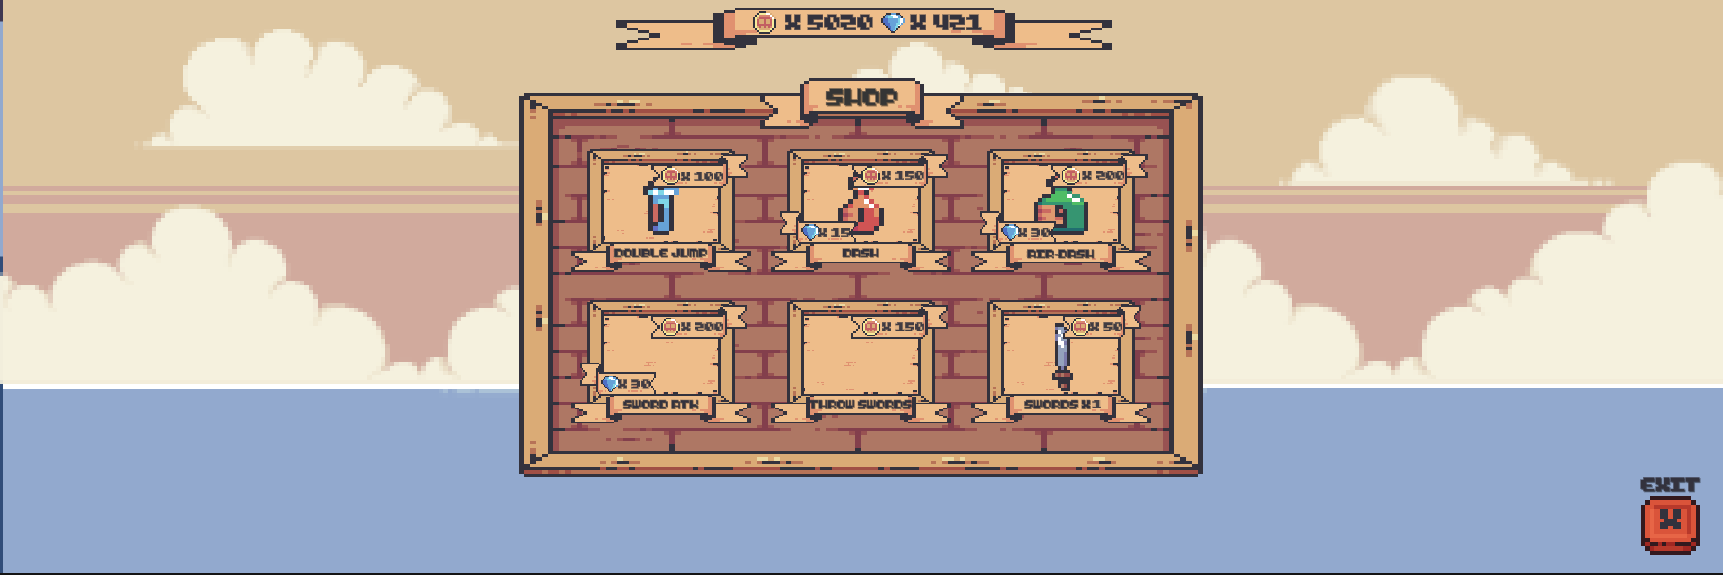 X 5020 X 421
SHOP
X 100
X 150
X 200
X 15
X 30
DOUBLE JUMP
DASH
AIR-DASH
X 200
X 150
X 50
X 30
SWORD ATK
THROW SWORDS
SWORDS X1
EXIT
X